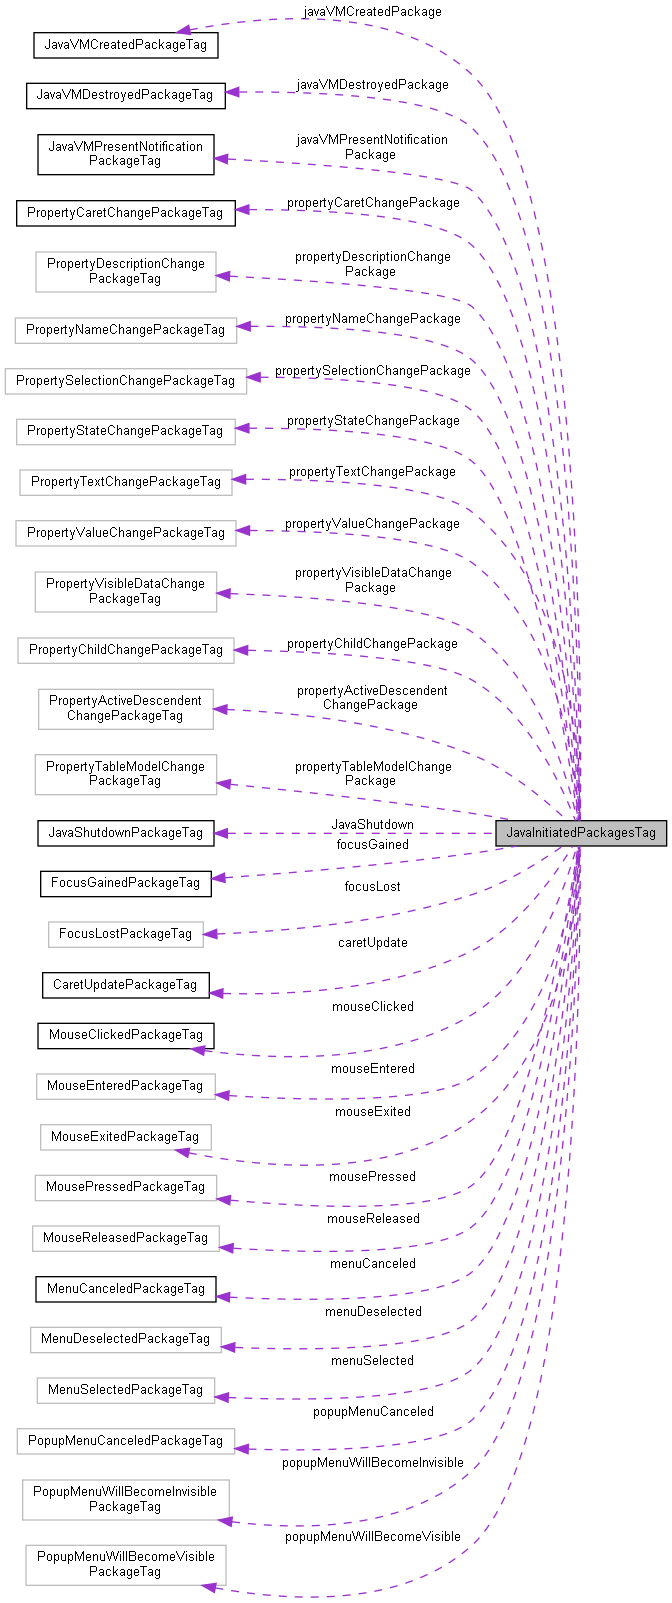 javaVMCreatedPackage
JavaVMCreatedPackageTag
javaVMDestroyedPackage
JavaVMDestroyedPackageTag
javaVMPresentNotification
Package
JavaVMPresentNotification
PackageTag
propertyCaretChangePackage
PropertyCaretChangePackageTag
propertyDescriptionChange
Package
PropertyDescriptionChange
PackageTag
propertyNameChangePackage
PropertyNameChangePackageTag
propertySelectionChangePackage
PropertySelectionChangePackageTag
propertyStateChangePackage
PropertyStateChangePackageTag
propertyTextChangePackage
PropertyTextChangePackageTag
propertyValueChangePackage
PropertyValueChangePackageTag
propertyVisibleDataChange
Package
PropertyVisibleDataChange
PackageTag
propertyChildChangePackage
PropertyChildChangePackageTag
propertyActiveDescendent
ChangePackage
PropertyActiveDescendent
ChangePackageTag
propertyTableModelChange
Package
PropertyTableModelChange
PackageTag
JavaShutdown
JavaShutdownPackageTag
JavaInitiatedPackagesTag
focusGained
FocusGainedPackageTag
focusLost
FocusLostPackageTag
caretUpdate
CaretUpdatePackageTag
mouseClicked
MouseClickedPackageTag
mouseEntered
MouseEnteredPackageTag
mouseExited
MouseExitedPackageTag
mousePressed
MousePressedPackageTag
mouseReleased
MouseReleasedPackageTag
menuCanceled
MenuCanceledPackageTag
menuDeselected
MenuDeselectedPackageTag
menuSelected
MenuSelectedPackageTag
popupMenuCanceled
PopupMenuCanceledPackageTag
popupMenuWillBecomeInvisible
PopupMenuWillBecomeInvisible
PackageTag
popupMenuWillBecomeVisible
PopupMenuWillBecomeVisible
PackageTag